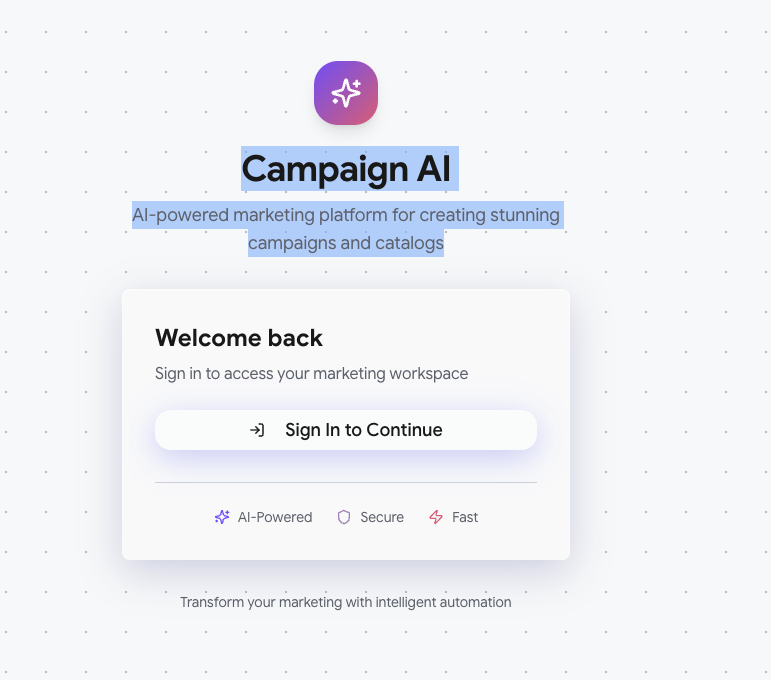 Campaign AI
AI-powered marketing platform for creating stunning
campaigns and catalogs
Welcome back
Sign in to access your marketing workspace
Sign In to Continue
AI-Powered Secure Fast
Transform your marketing with intelligent automation